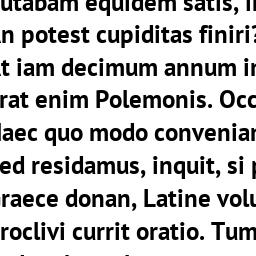 utabam equidem satis, i
n potest cupiditas finiri?
t iam decimum annum in
rat enim Polemonis. Occ
aec quo modo convenian
ed residamus, inquit, si p
raece donan, Latine volu
roclivi currit oratio. Tum